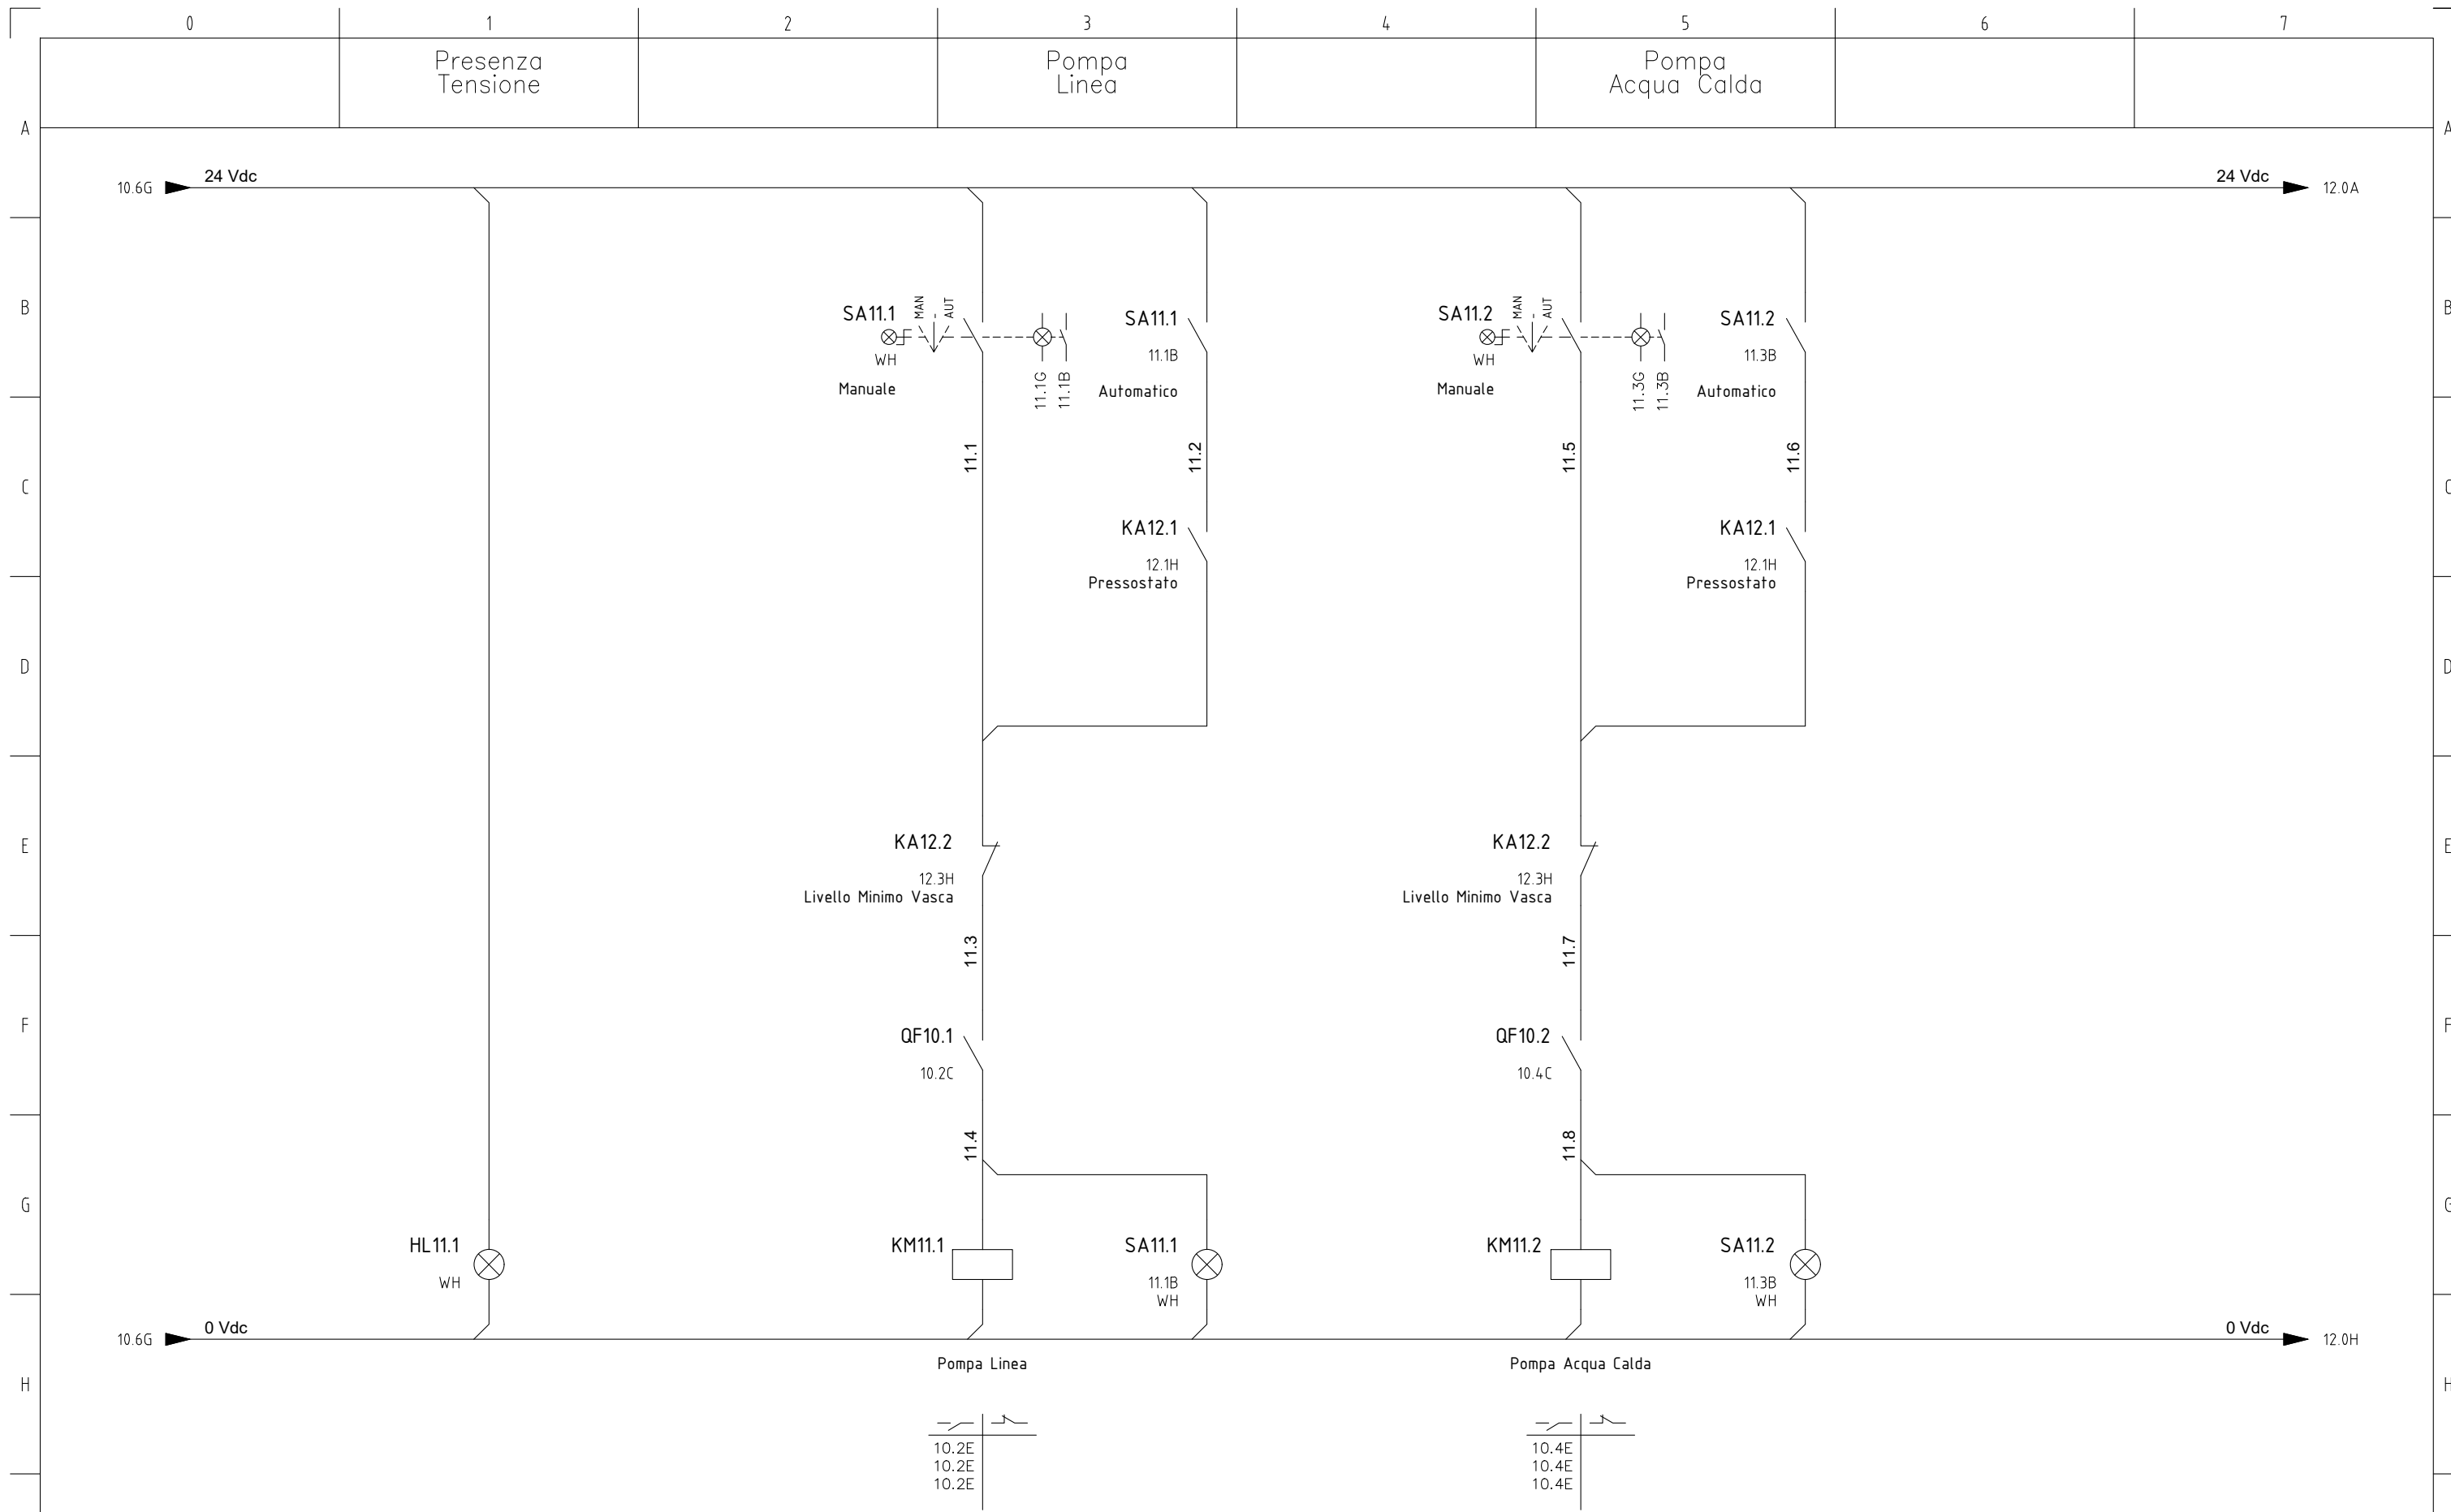 0 1 2 3 4 5 6 7
Presenza
Tensione
Pompa
Linea
Pompa
Acqua Calda
A A
10.6G 24 Vdc 24 Vdc 12.0A
B B
SA11.1
MAN
AUT
WH
Manuale
11.1G
11.1B
SA11.1
11.1B
Automatico
SA11.2
MAN
AUT
WH
Manuale
11.3G
11.3B
SA11.2
11.3B
Automatico
11.1
11.2
11.5
11.6
C C
KA12.1
12.1H
Pressostato
KA12.1
12.1H
Pressostato
D D
E E
KA12.2
12.3H
Livello Minimo Vasca
KA12.2
12.3H
Livello Minimo Vasca
11.3
11.7
F F
QF10.1
10.2C
QF10.2
10.4C
11.4
11.8
G G
HL11.1
WH
KM11.1
SA11.1
11.1B
WH
KM11.2
SA11.2
11.3B
WH
10.6G 0 Vdc 0 Vdc 12.0H
Pompa Linea
Pompa Acqua Calda
H H
10.2E
10.2E
10.2E
10.4E
10.4E
10.4E